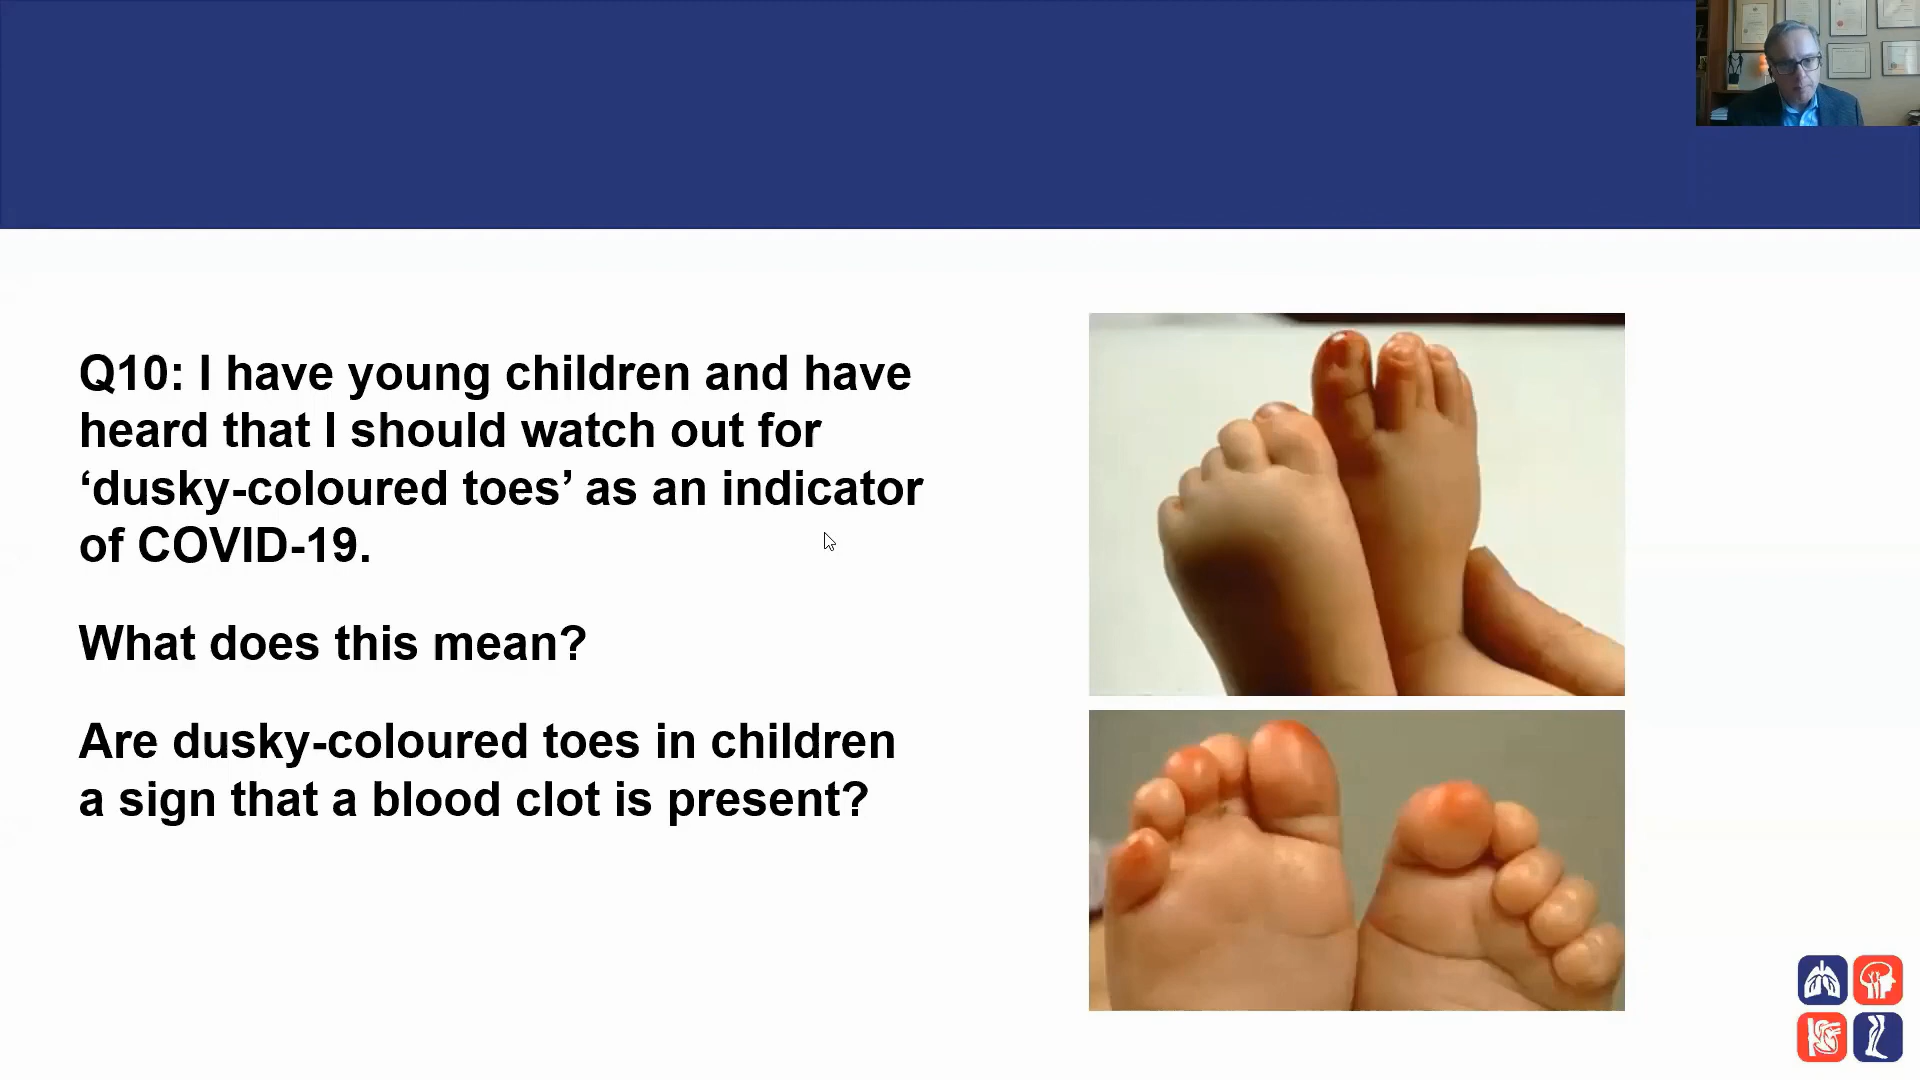 Q10: I have young children and have
heard that I should watch out for
‘dusky-coloured toes’ as an indicator
of COVID-19.
What does this mean?
Are dusky-coloured toes in children
a sign that a blood clot is present?